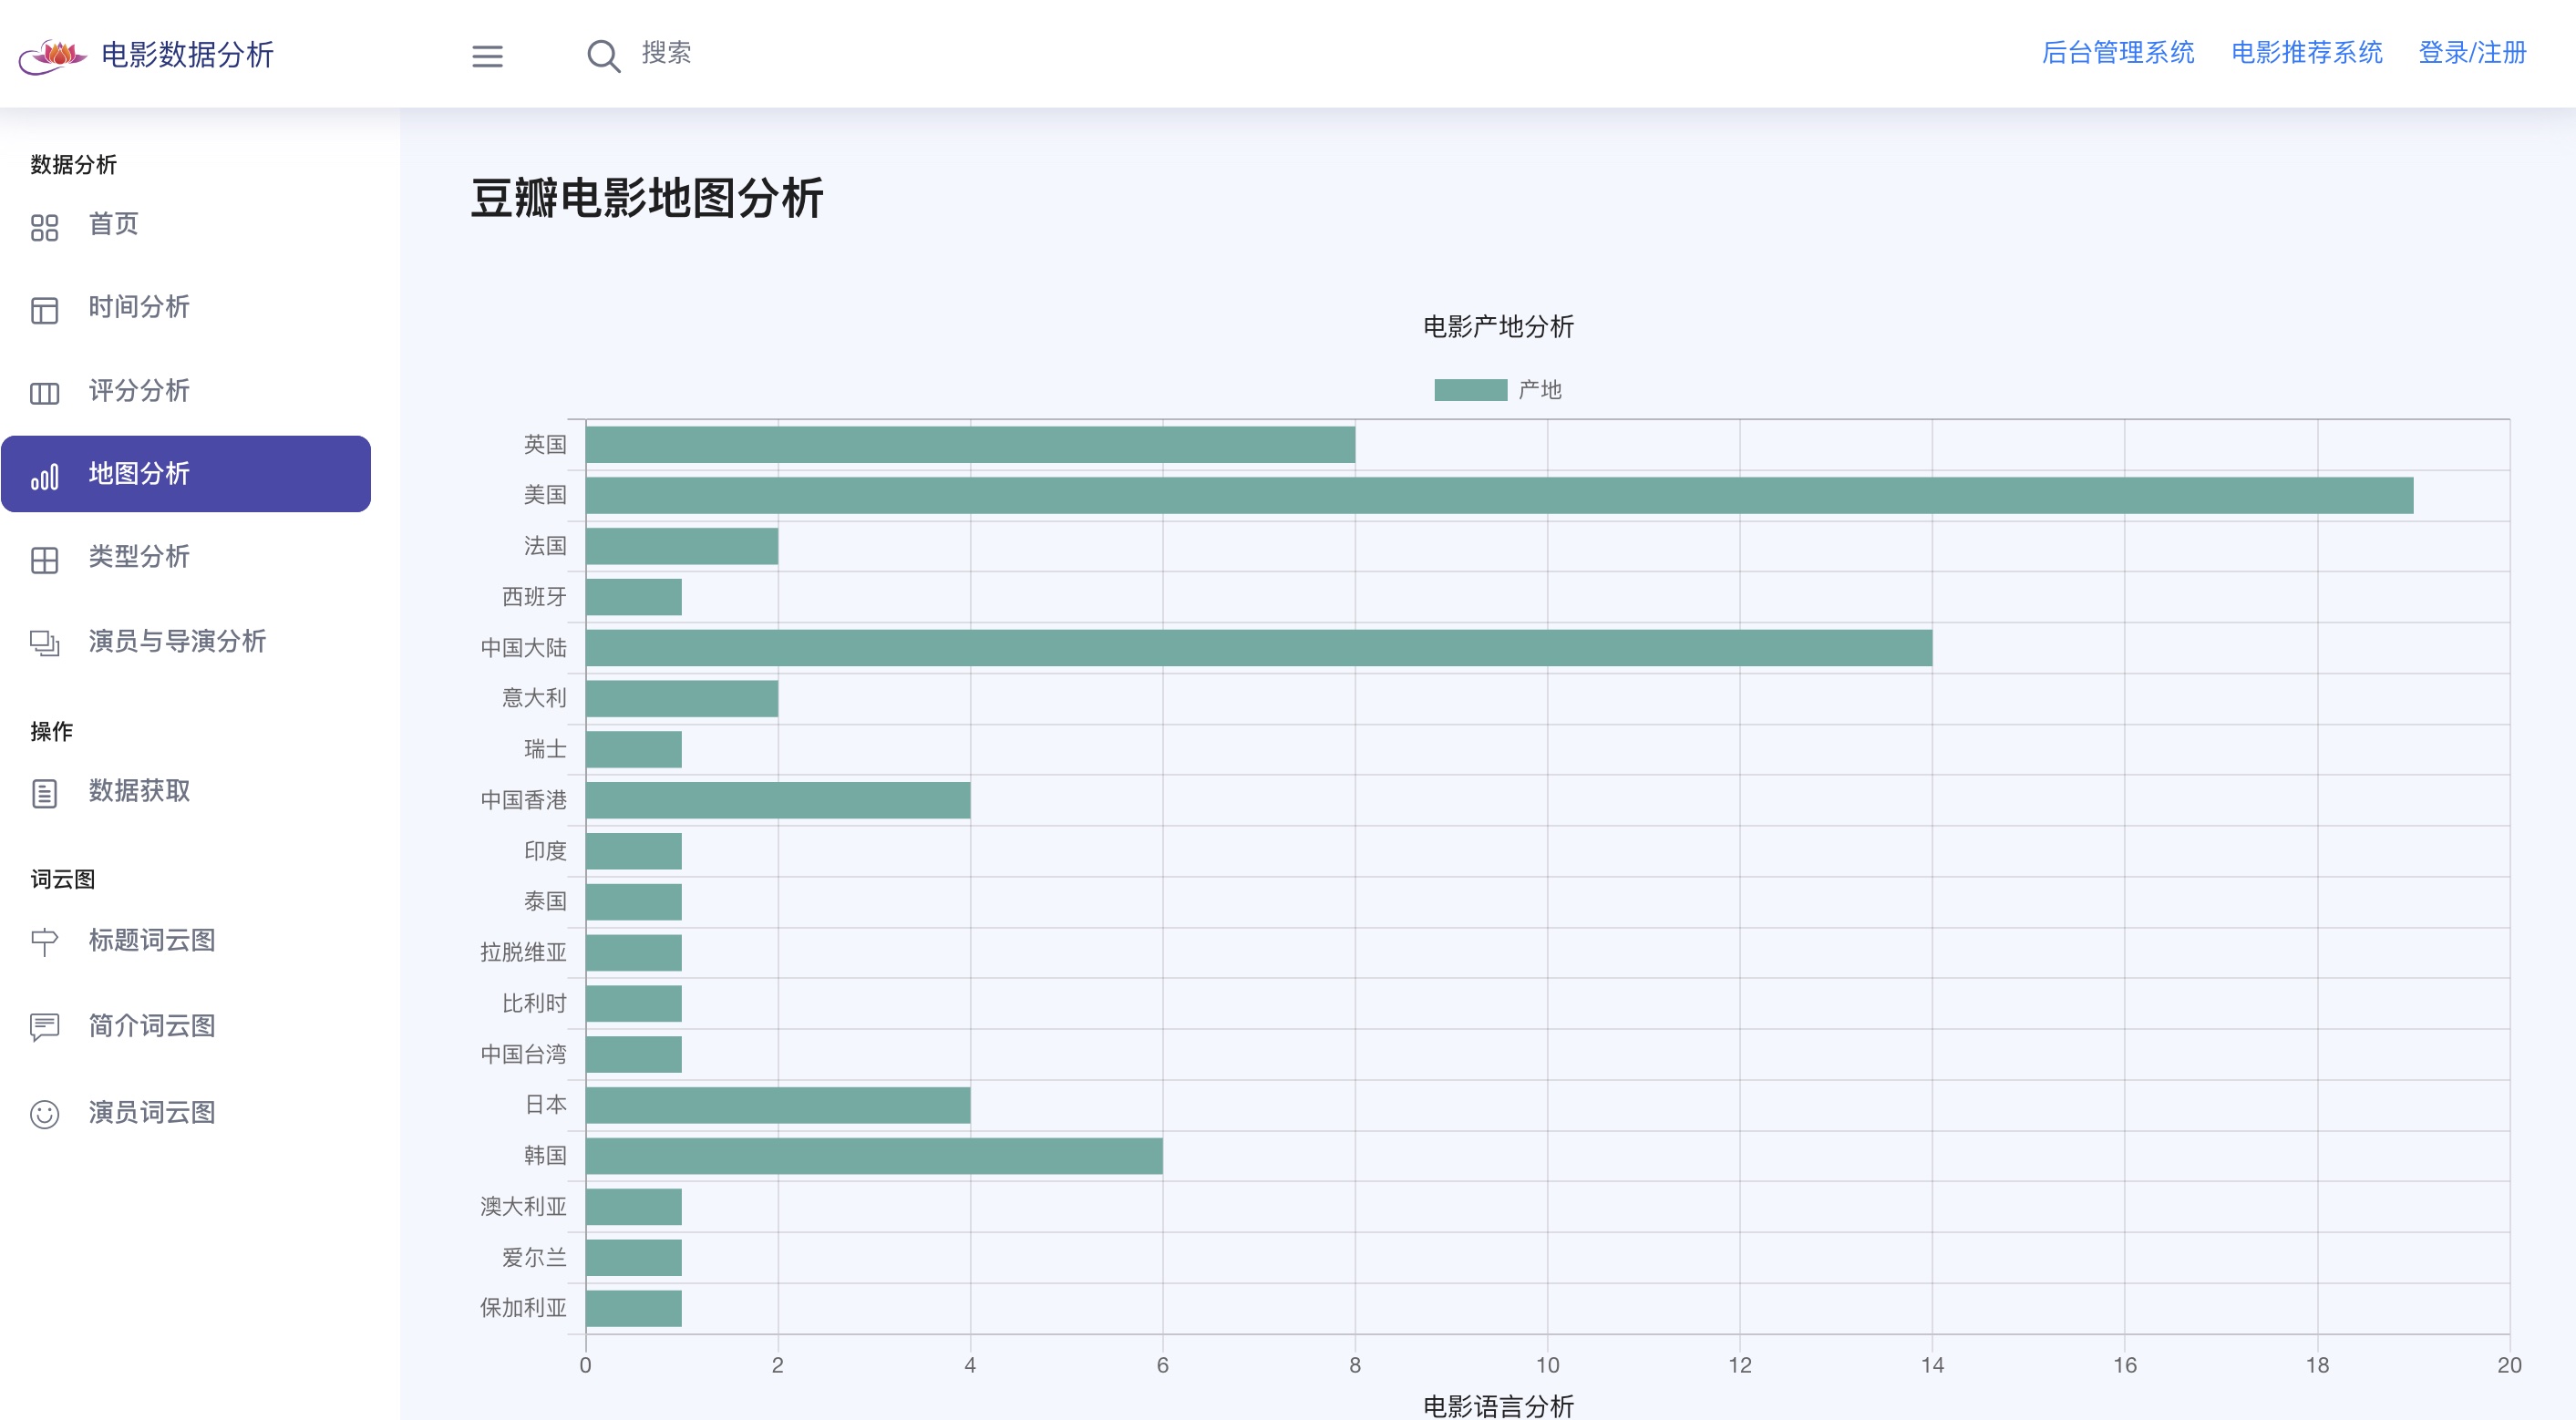 电影数据分析
搜索
后台管理系统 电影推荐系统 登录/注册
数据分析
首页
时间分析
评分分析
地图分析
类型分析
演员与导演分析
操作
数据获取
词云图
标题词云图
简介词云图
演员词云图
豆瓣电影地图分析
电影产地分析
产地
英国
美国
法国
西班牙
中国大陆
意大利
瑞士
中国香港
印度
泰国
拉脱维亚
比利时
中国台湾
日本
韩国
澳大利亚
爱尔兰
保加利亚
0 2 4 6 8 10 12 14 16 18 20
电影语言分析